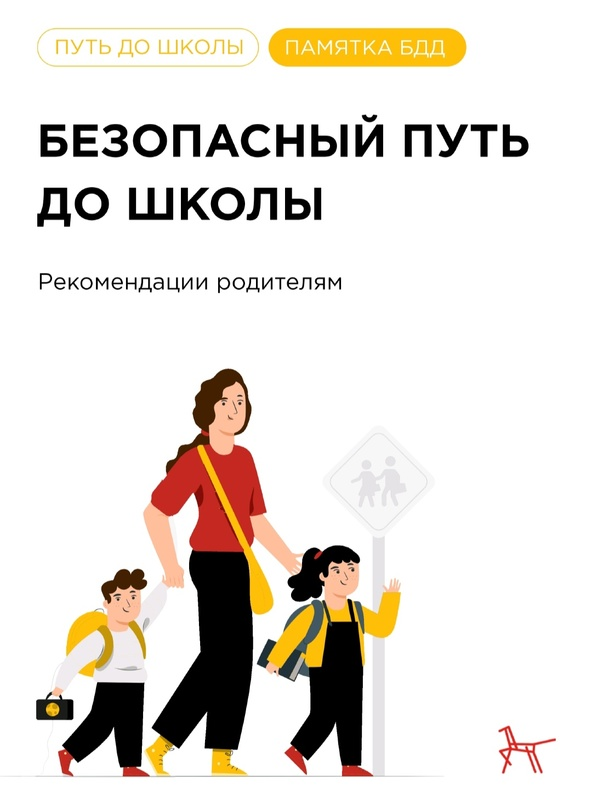 ПУТЬ ДО ШКОЛЫ ПАМЯТКА БДД
БЕЗОПАСНЫЙ ПУТЬ
ДО ШКОЛЫ
Рекомендации родителям